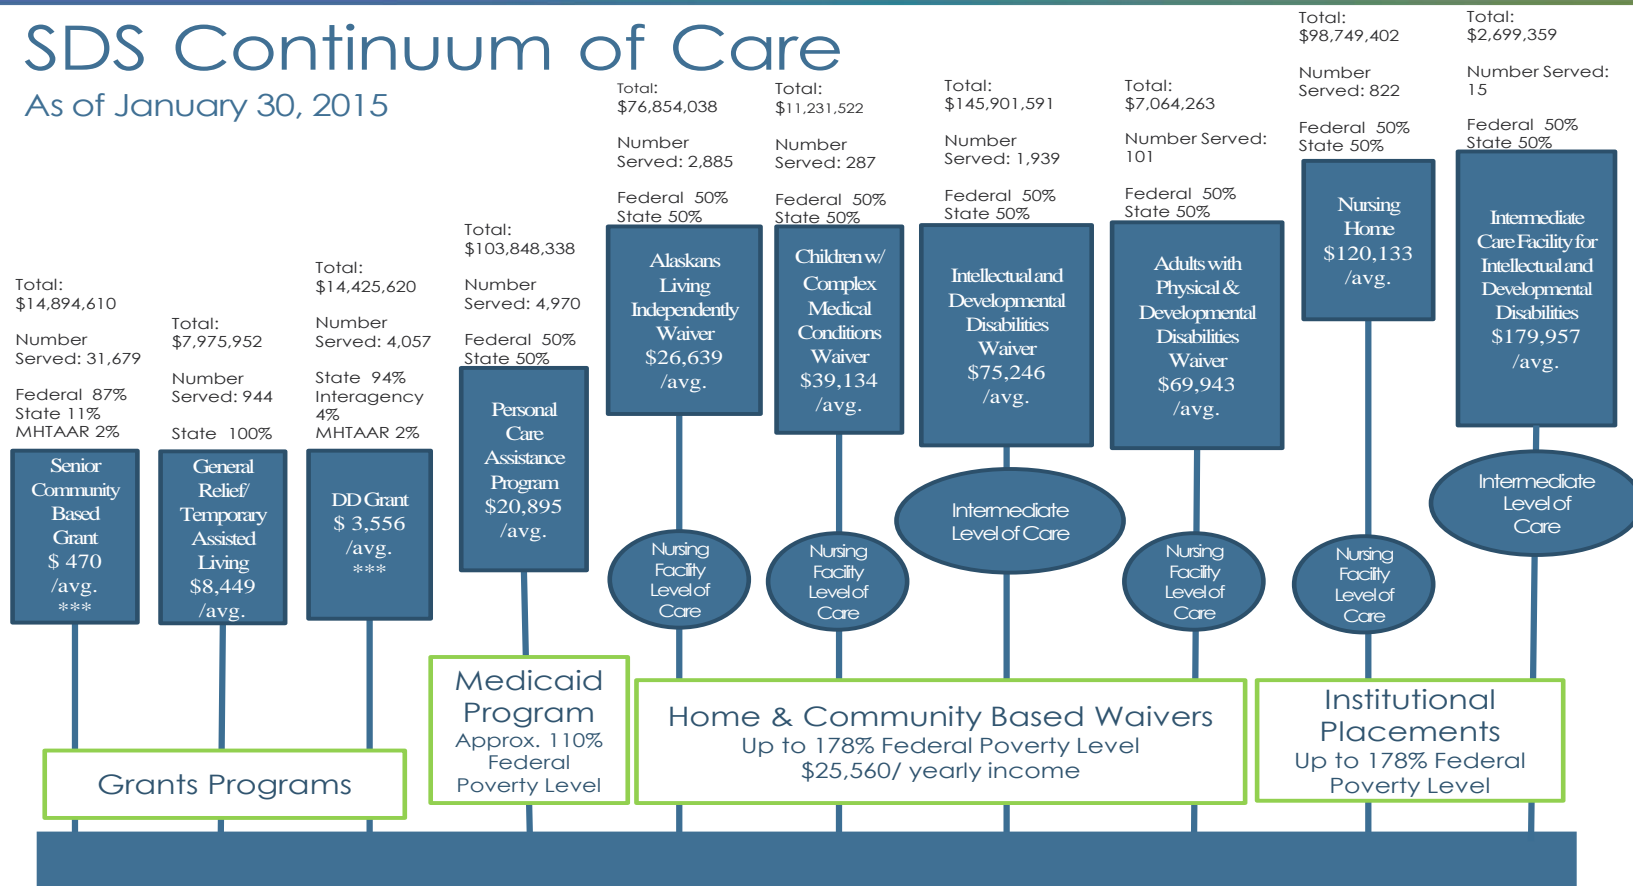 SDS Continuum of Care
As of January 30, 2015
Total:
$14,894,610
Number
Served: 31,679
Federal 87%
State 11%
MHTAAR 2%
Senior
Community
Based
Grant
$ 470
/avg.
***
Total:
$7,975,952
Number
Served: 944
State 100%
General
Relief/
Temporary
Assisted
Living
$8,449
/avg.
Total:
$14,425,620
Number
Served: 4,057
State 94%
Interagency
4%
MHTAAR 2%
DD Grant
$ 3,556
/avg.
***
Grants Programs
Total:
$103,848,338
Number
Served: 4,970
Federal 50%
State 50%
Personal
Care
Assistance
Program
$20,895
/avg.
Medicaid
Program
Approx. 110%
Federal
Poverty Level
Total:
$76,854,038
Number
Served: 2,885
Federal 50%
State 50%
Alaskans
Living
Independently
Waiver
$26,639
/avg.
Nursing
Facility
Level of
Care
Total:
$11,231,522
Number
Served: 287
Federal 50%
State 50%
Children w/
Complex
Medical
Conditions
Waiver
$39,134
/avg.
Nursing
Facility
Level of
Care
Total:
$145,901,591
Number
Served: 1,939
Federal 50%
State 50%
Intellectual and
Developmental
Disabilities
Waiver
$75,246
/avg.
Intermediate
Level of Care
Total:
$7,064,263
Number Served:
101
Federal 50%
State 50%
Adults with
Physical &
Developmental
Disabilities
Waiver
$69,943
/avg.
Nursing
Facility
Level of
Care
Home & Community Based Waivers
Up to 178% Federal Poverty Level
$25,560/ yearly income
Total:
$98,749,402
Number
Served: 822
Federal 50%
State 50%
Nursing
Home
$120,133
/avg.
Nursing
Facility
Level of
Care
Total:
$2,699,359
Number Served:
15
Federal 50%
State 50%
Intermediate
Care Facility for
Intellectual and
Developmental
Disabilities
$179,957
/avg.
Intermediate
Level of
Care
Institutional
Placements
Up to 178% Federal
Poverty Level